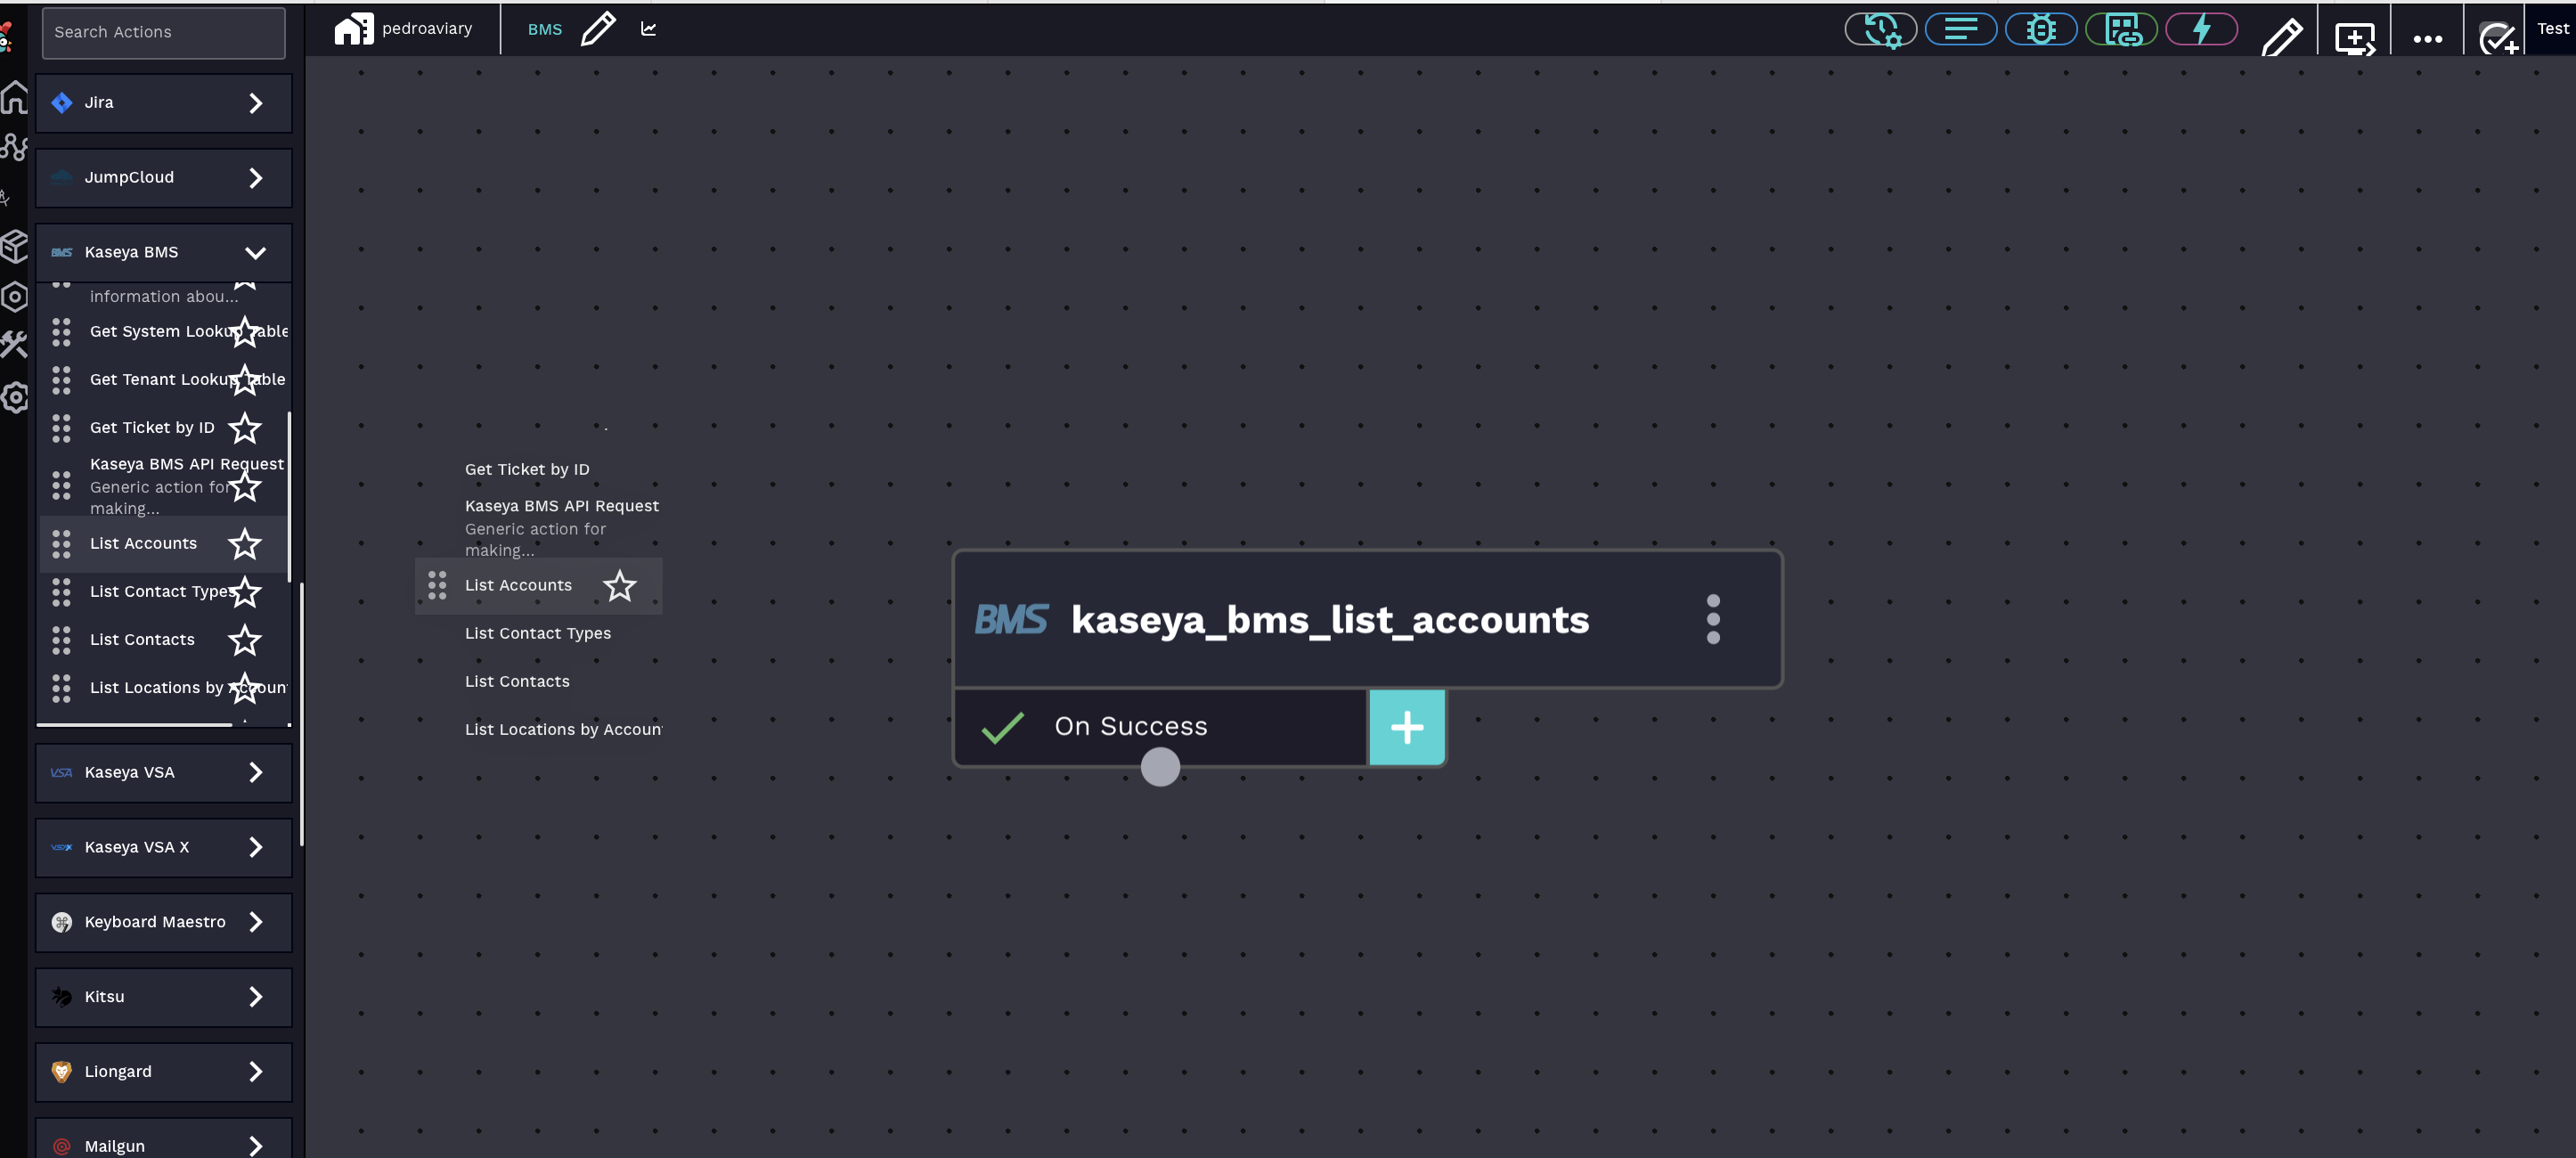 Search Actions
pedroaviary
BMS
Test
Jira
JumpCloud
BMS Kaseya BMS
information abou...
Get System Lookup Table
Get Tenant Lookup Table
Get Ticket by ID
Kaseya BMS API Request
Generic action for
making...
List Accounts
List Contact Types
List Contacts
List Locations by Accoun
VSA Kaseya VSA
VSAX Kaseya VSA X
Keyboard Maestro
Kitsu
Liongard
Mailgun
Get Ticket by ID
Kaseya BMS API Request
Generic action for
making...
List Accounts
List Contact Types
List Contacts
List Locations by Accoun
BMS kaseya_bms_list_accounts
On Success